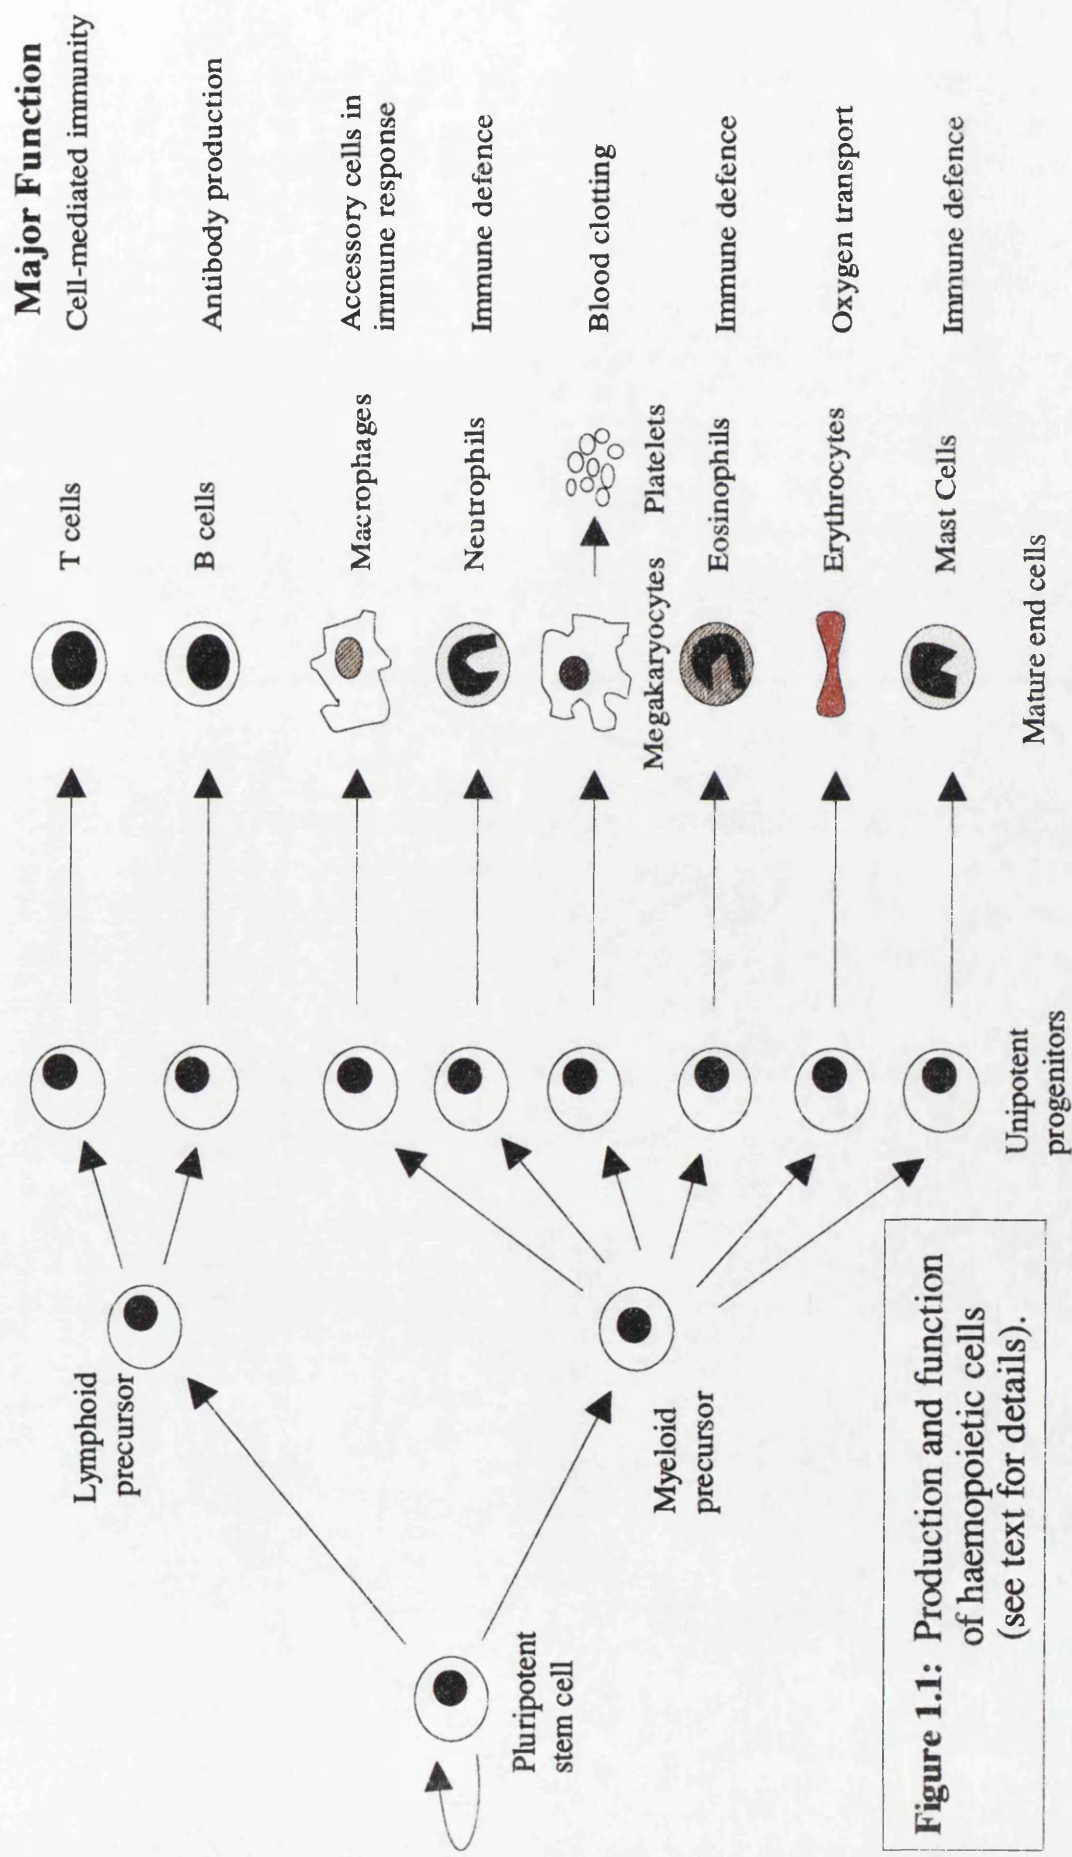 Major Function
T cells
Cell-mediated immunity
Lymphoid
precursor
B cells
Antibody production
Macrophages
Accessory cells in
immune response
Neutrophils
Immune defence
Pluripotent
stem cell
Megakaryocytes
Platelets
Blood clotting
Myeloid
precursor
Eosinophils
Immune defence
Erythrocytes
Oxygen transport
Mast Cells
Immune defence
Unipotent
progenitors
Mature end cells
Figure 1.1: Production and function
of haemopoietic cells
(see text for details).